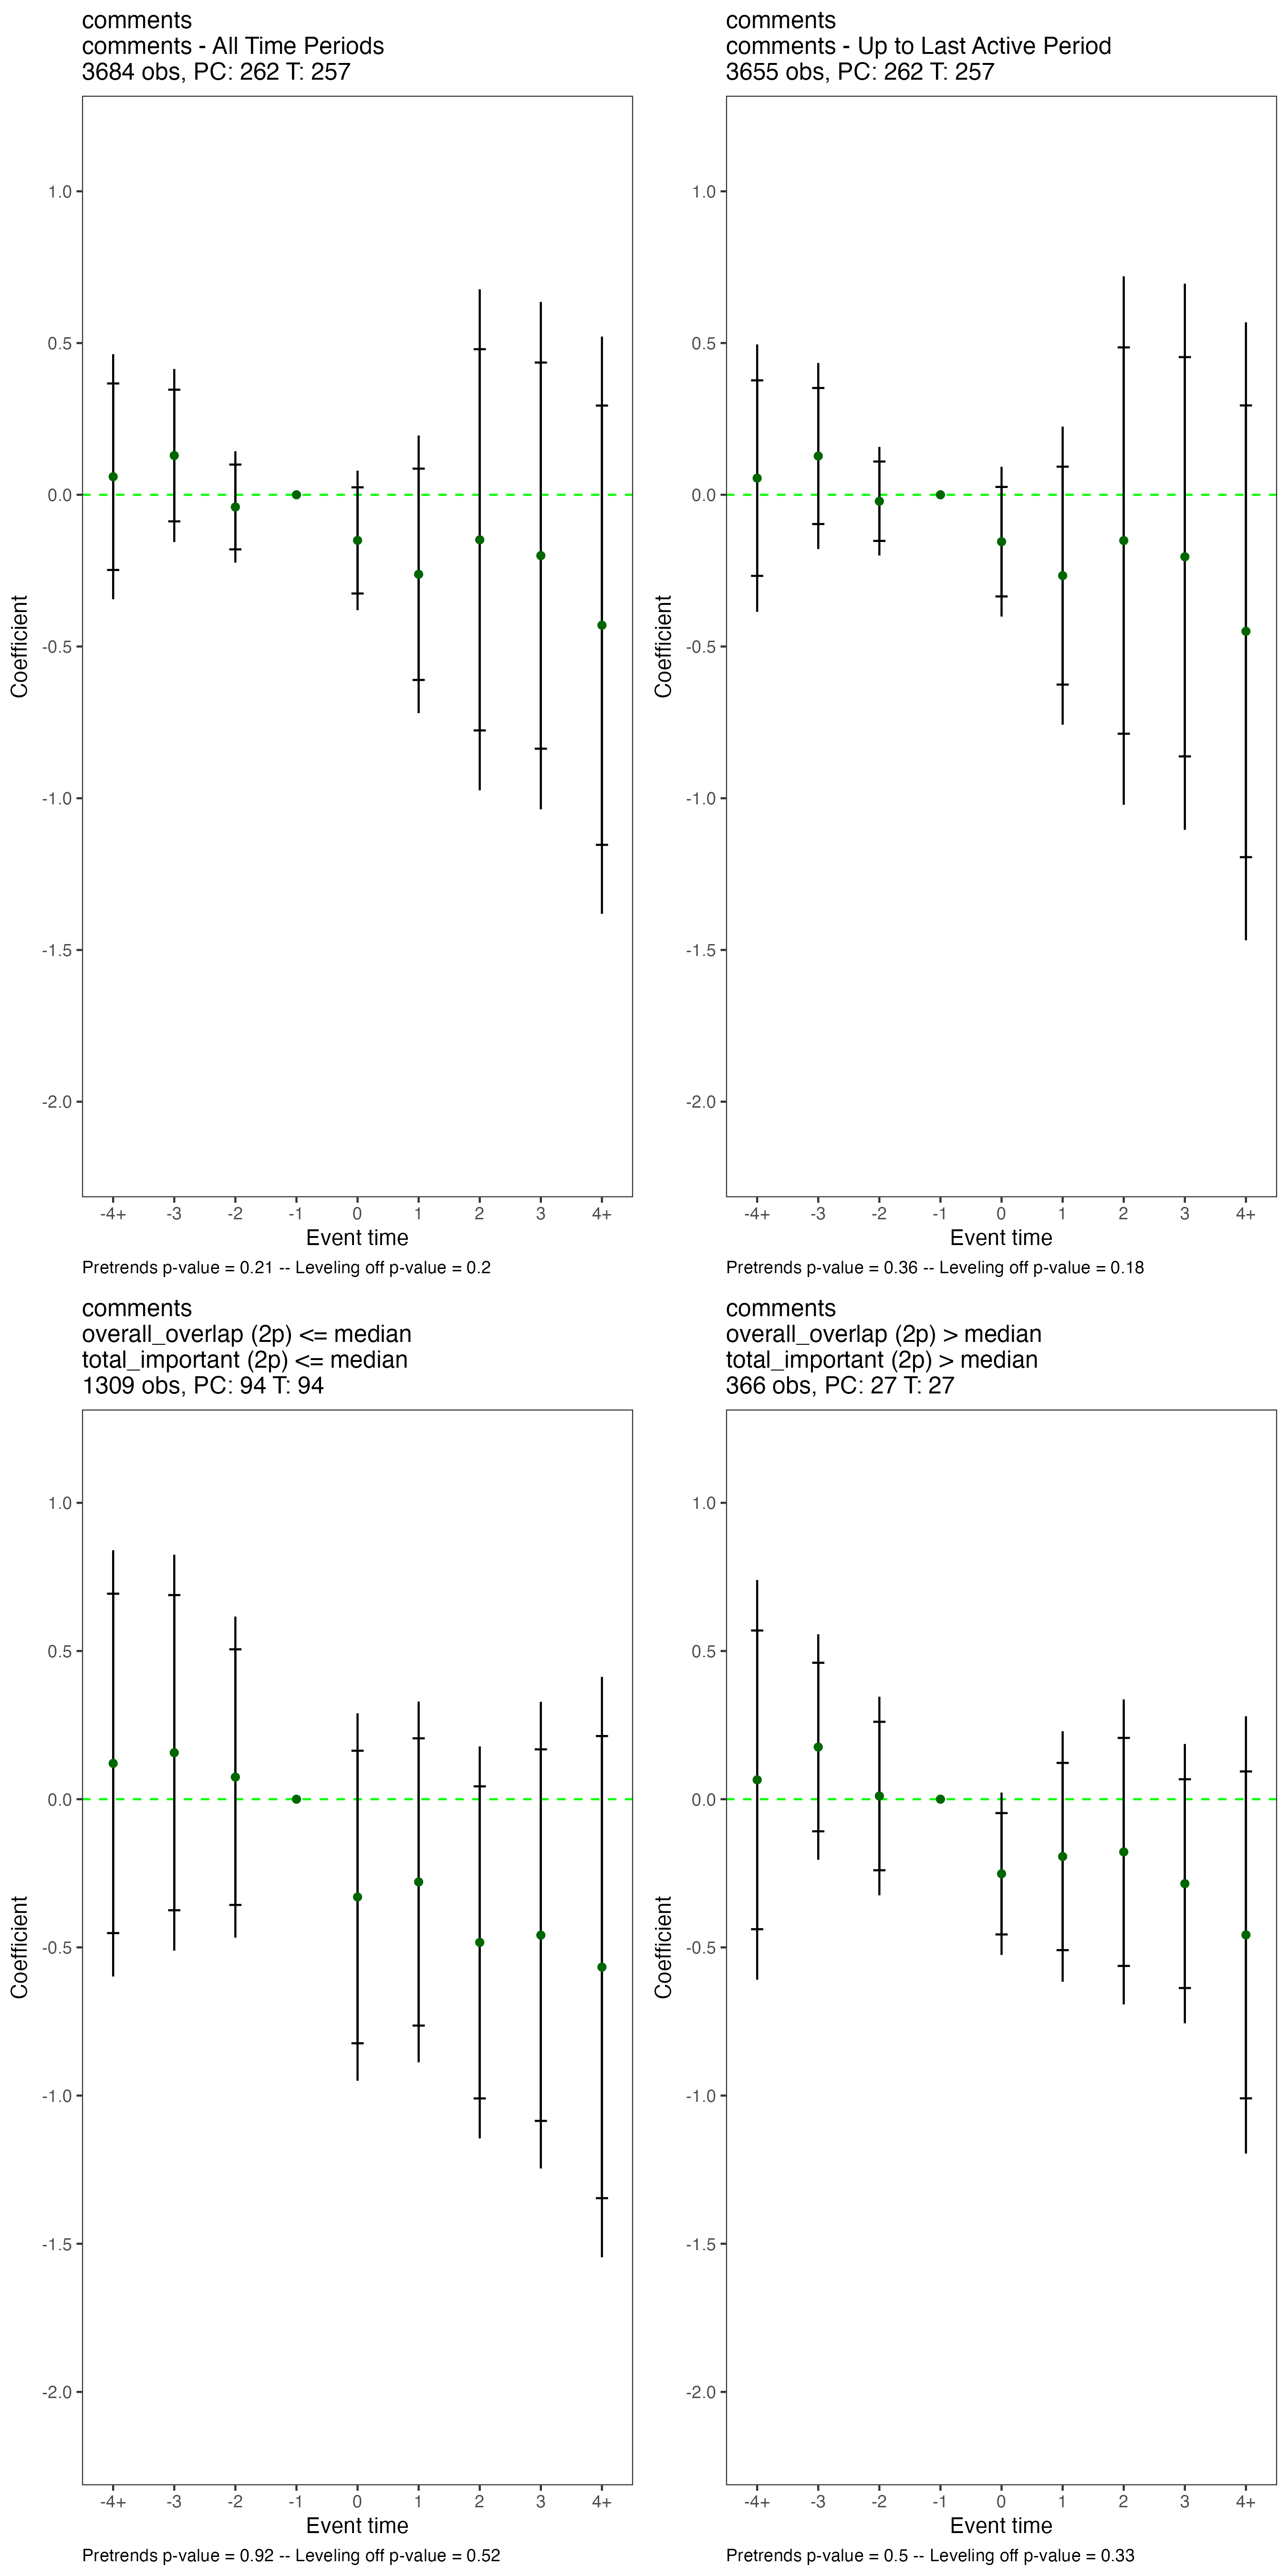 comments
comments - All Time Periods
3684 obs, PC: 262 T: 257
1.0
0.5
0.0
-0.5
-1.0
-1.5
-2.0
Coefficient
-4+ -3 -2 -1 0 1 2 3 4+
Event time
Pretrends p-value = 0.21 -- Leveling off p-value = 0.2
comments
comments - Up to Last Active Period
3655 obs, PC: 262 T: 257
1.0
0.5
0.0
-0.5
-1.0
-1.5
-2.0
Coefficient
-4+ -3 -2 -1 0 1 2 3 4+
Event time
Pretrends p-value = 0.36 -- Leveling off p-value = 0.18
comments
overall_overlap (2p) <= median
total_important (2p) <= median
1309 obs, PC: 94 T: 94
1.0
0.5
0.0
-0.5
-1.0
-1.5
-2.0
Coefficient
-4+ -3 -2 -1 0 1 2 3 4+
Event time
Pretrends p-value = 0.92 -- Leveling off p-value = 0.52
comments
overall_overlap (2p) > median
total_important (2p) > median
366 obs, PC: 27 T: 27
1.0
0.5
0.0
-0.5
-1.0
-1.5
-2.0
Coefficient
-4+ -3 -2 -1 0 1 2 3 4+
Event time
Pretrends p-value = 0.5 -- Leveling off p-value = 0.33